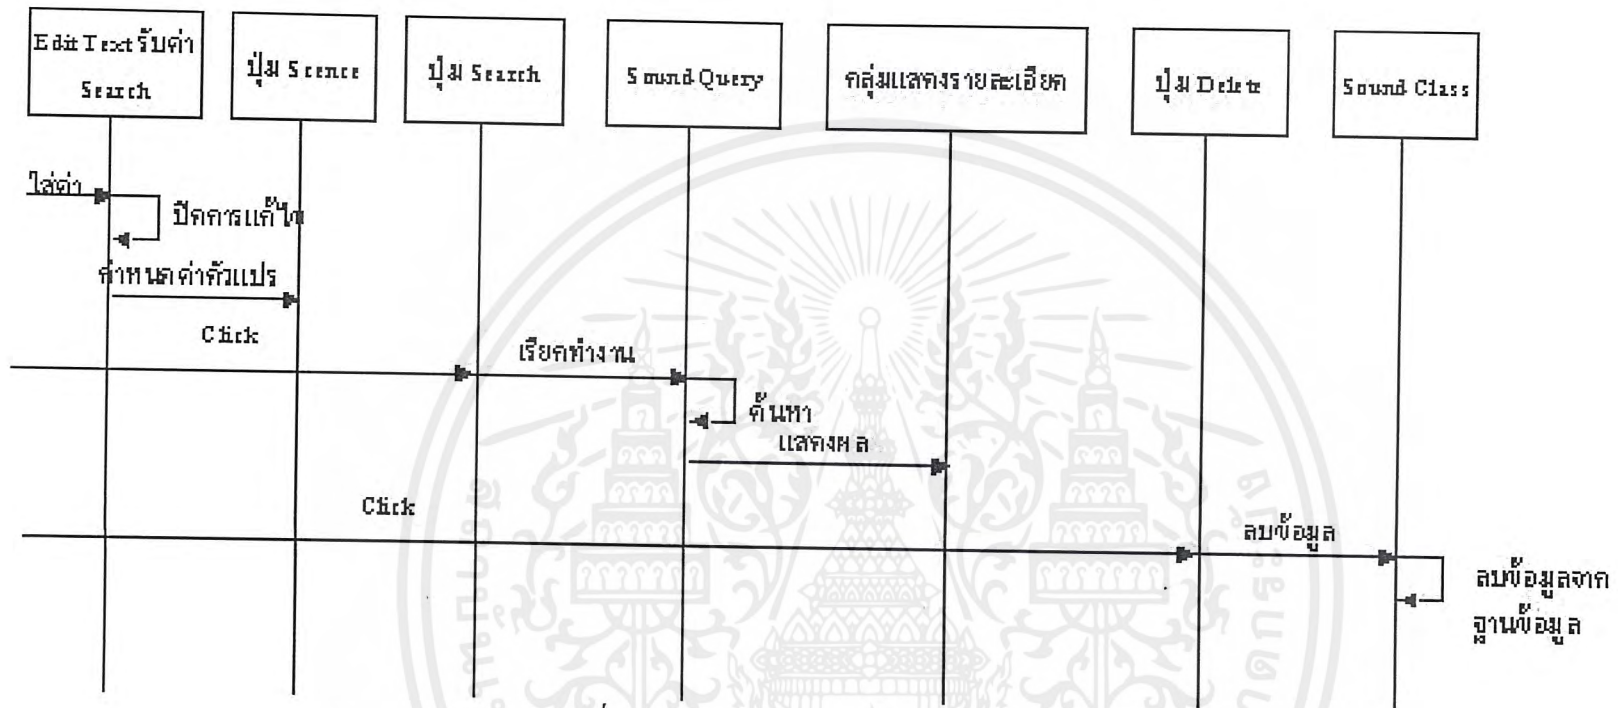 Edit Text รับค่า
Search
ปุ่ม Scence
ปุ่ม Search
Sound Query
กลุ่มแสดงรายละเอียด
ปุ่ม Delete
Sound Class
ใส่ค่า
ปิดการแก้ไข
กำหนดค่าตัวแปร
Click
เรียกทำงาน
ค้นหา
แสดงผล
Click
ลบข้อมูล
ลบข้อมูลจาก
ฐานข้อมูล